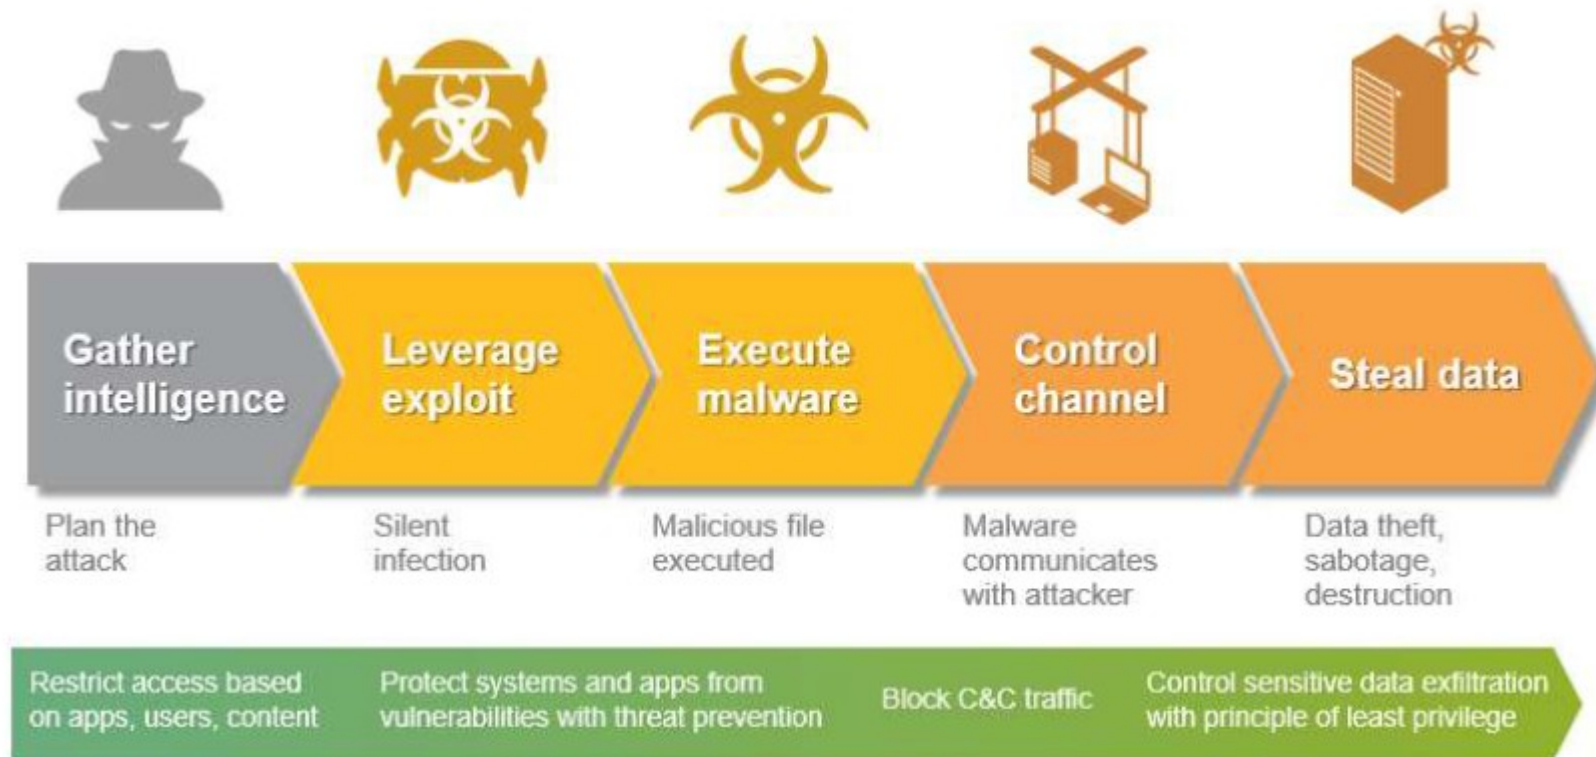 Gather
intelligence
Leverage
exploit
Execute
malware
Control
channel
Steal data
Plan the
attack
Silent
infection
Malicious file
executed
Malware
communicates
with attacker
Data theft,
sabotage,
destruction
Restrict access based
on apps, users, content
Protect systems and apps from
vulnerabilities with threat prevention
Block C&C traffic
Control sensitive data exfiltration
with principle of least privilege